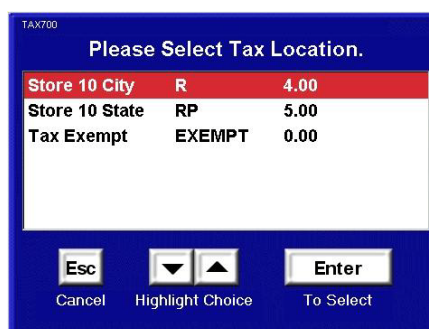 TAX700
Please Select Tax Location.
Store 10 City R 4.00
Store 10 State RP 5.00
Tax Exempt EXEMPT 0.00
Esc Enter
Cancel Highlight Choice To Select